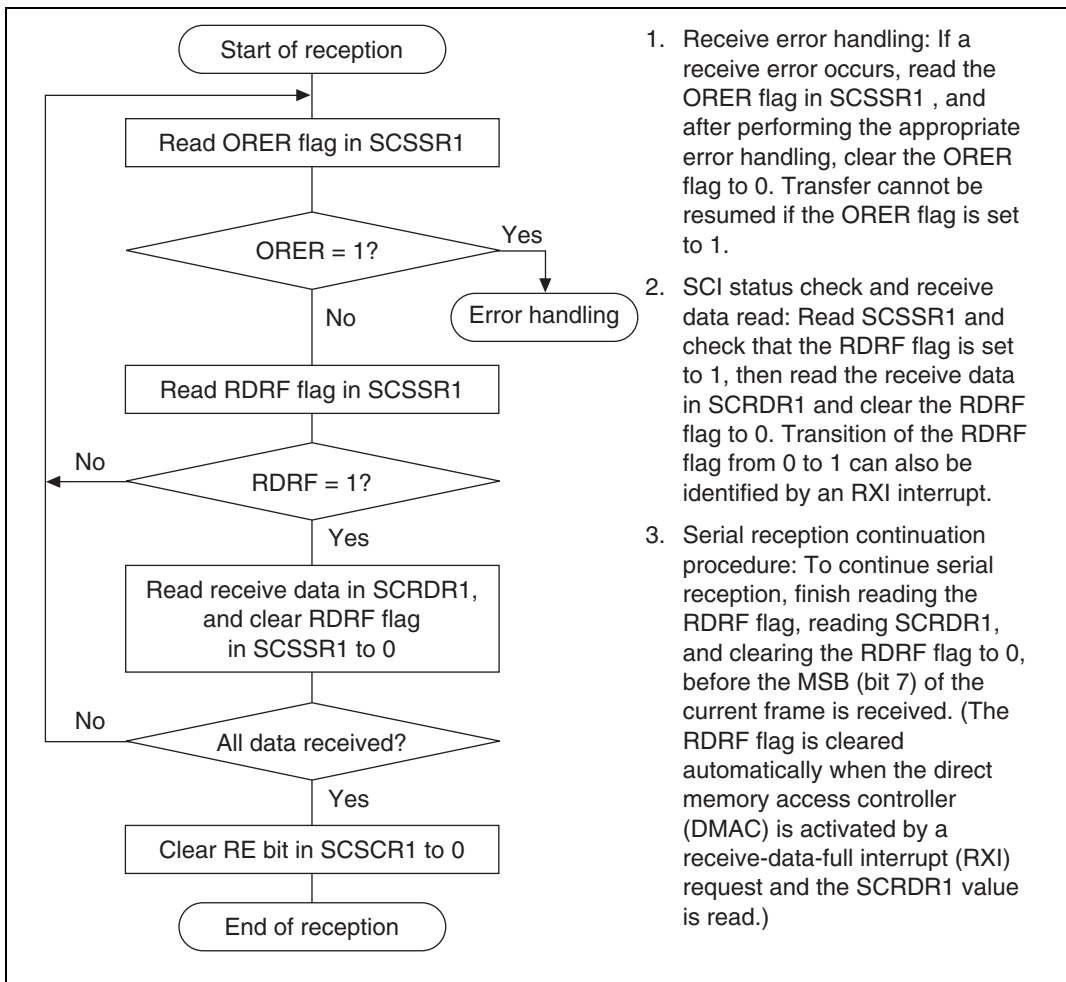 Start of reception
Read ORER flag in SCSSR1
ORER = 1?
Yes
Error handling
No
Read RDRF flag in SCSSR1
No
RDRF = 1?
Yes
Read receive data in SCRDR1,
and clear RDRF flag
in SCSSR1 to 0
No
All data received?
Yes
Clear RE bit in SCSCR1 to 0
End of reception
1. Receive error handling: If a
receive error occurs, read the
ORER flag in SCSSR1 , and
after performing the appropriate
error handling, clear the ORER
flag to 0. Transfer cannot be
resumed if the ORER flag is set
to 1.
2. SCI status check and receive
data read: Read SCSSR1 and
check that the RDRF flag is set
to 1, then read the receive data
in SCRDR1 and clear the RDRF
flag to 0. Transition of the RDRF
flag from 0 to 1 can also be
identified by an RXI interrupt.
3. Serial reception continuation
procedure: To continue serial
reception, finish reading the
RDRF flag, reading SCRDR1,
and clearing the RDRF flag to 0,
before the MSB (bit 7) of the
current frame is received. (The
RDRF flag is cleared
automatically when the direct
memory access controller
(DMAC) is activated by a
receive-data-full interrupt (RXI)
request and the SCRDR1 value
is read.)